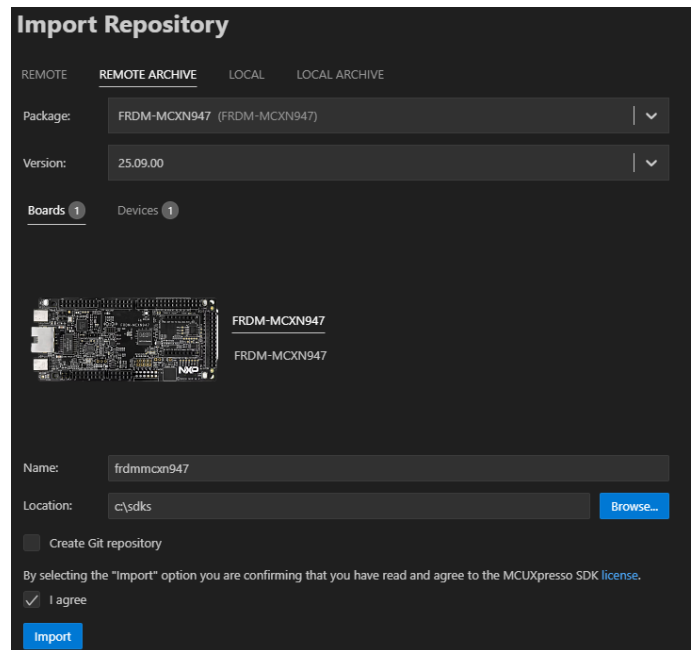 Import Repository
REMOTE REMOTE ARCHIVE LOCAL LOCAL ARCHIVE
Package: FRDM-MCXN947 (FRDM-MCXN947)
Version: 25.09.00
Boards 1 Devices 1
FRDM-MCXN947
FRDM-MCXN947
NXP
Name: frdmmcxn947
Location: c:\sdks Browse...
Create Git repository
By selecting the "Import" option you are confirming that you have read and agree to the MCUXpresso SDK license.
I agree
Import